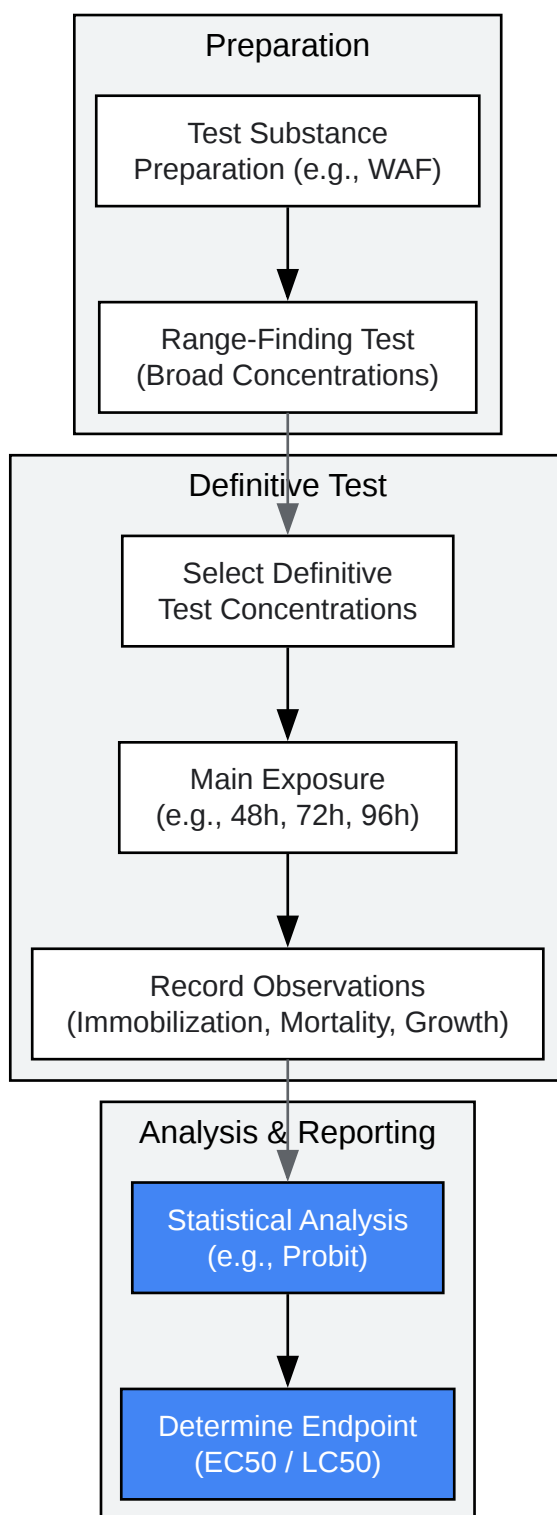 Preparation
Test Substance
Preparation (e.g., WAF)
Range-Finding Test
(Broad Concentrations)
Definitive Test
Select Definitive
Test Concentrations
Main Exposure
(e.g., 48h, 72h, 96h)
Record Observations
(Immobilization, Mortality, Growth)
Analysis & Reporting
Statistical Analysis
(e.g., Probit)
Determine Endpoint
(EC50 / LC50)